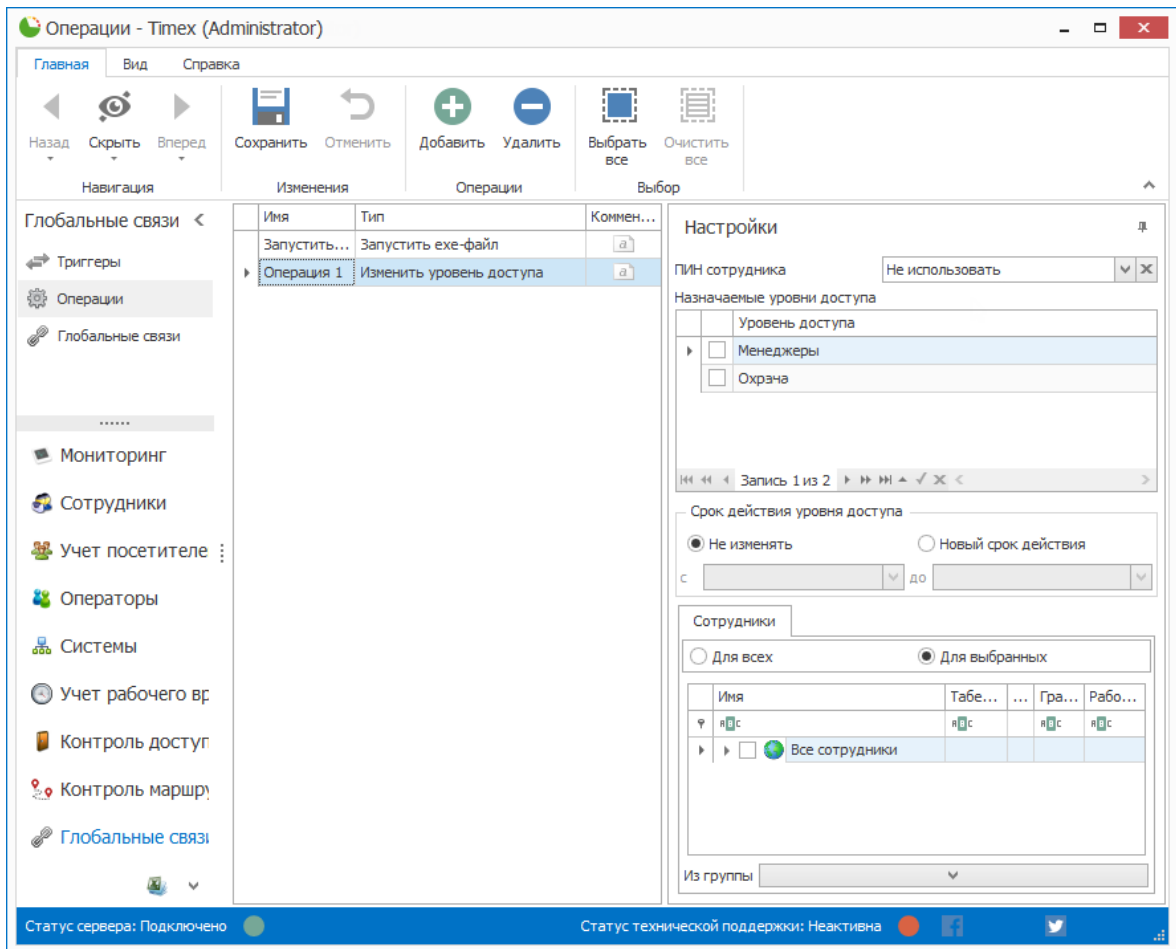 Операции - Timex (Administrator)
Главная Вид Справка
Назад Скрыть Вперед Сохранить Отменить Добавить Удалить Выбрать все Очистить все
Навигация Изменения Операции Выбор
Глобальные связи
Триггеры
Операции
Глобальные связи
Мониторинг
Сотрудники
Учет посетителе
Операторы
Системы
Учет рабочего вр
Контроль доступ
Контроль маршру
Глобальные связи
Имя Тип Коммен...
Запустить... Запустить exe-файл
Операция 1 Изменить уровень доступа
Настройки
ПИН сотрудника Не использовать
Назначаемые уровни доступа
Уровень доступа
Менеджеры
Охрэча
Запись 1 из 2
Срок действия уровня доступа
Не изменять Новый срок действия
с до
Сотрудники
Для всех Для выбранных
Имя Табе... ... Гра... Рабо...
Все сотрудники
Из группы
Статус сервера: Подключено Статус технической поддержки: Неактивна